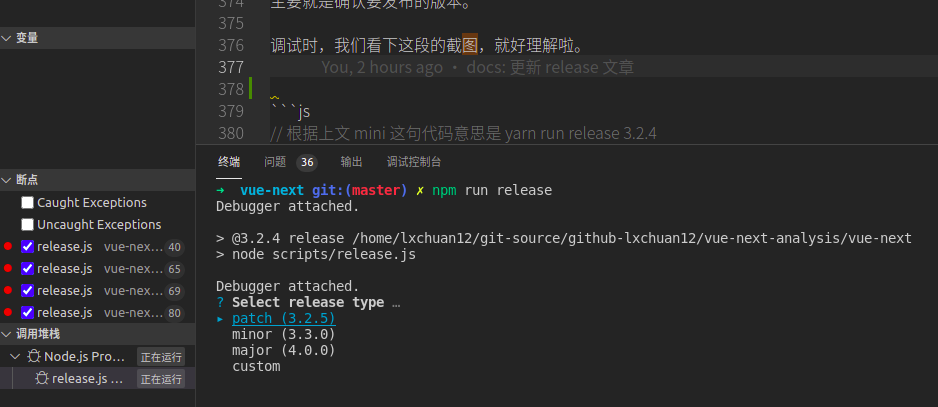 变量
断点
Caught Exceptions
Uncaught Exceptions
release.js vue-nex... 40
release.js vue-nex... 65
release.js vue-nex... 69
release.js vue-nex... 80
调用堆栈
Node.js Pro... 正在运行
release.js ... 正在运行
374 主要就是确认要发布的版本。
375
376 调试时，我们看下这段的截图，就好理解啦。
377 You, 2 hours ago • docs: 更新 release 文章
378
379 ```js
380 // 根据上文 mini 这句代码意思是 yarn run release 3.2.4
终端 问题 36 输出 调试控制台
➜ vue-next git:(master) ✗ npm run release
Debugger attached.
> @3.2.4 release /home/lxchuan12/git-source/github-lxchuan12/vue-next-analysis/vue-next
> node scripts/release.js
Debugger attached.
? Select release type …
▸ patch (3.2.5)
minor (3.3.0)
major (4.0.0)
custom